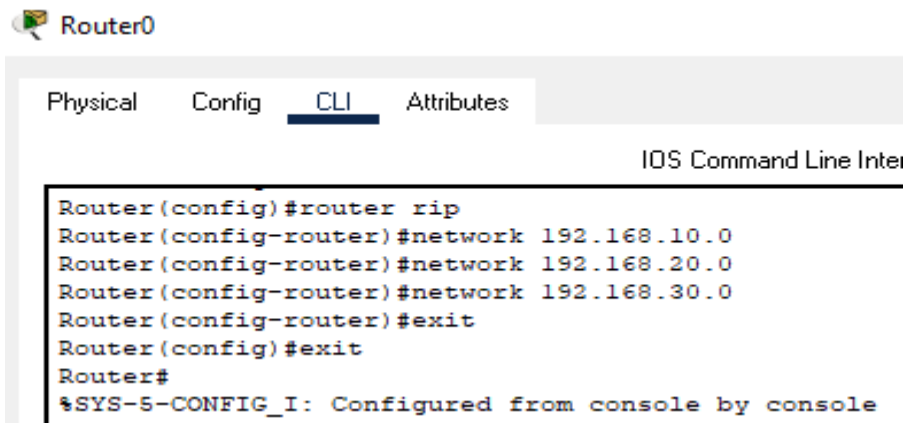 Router0
Physical Config CLI Attributes
IOS Command Line Inter
Router(config)#router rip
Router(config-router)#network 192.168.10.0
Router(config-router)#network 192.168.20.0
Router(config-router)#network 192.168.30.0
Router(config-router)#exit
Router(config)#exit
Router#
%SYS-5-CONFIG_I: Configured from console by console